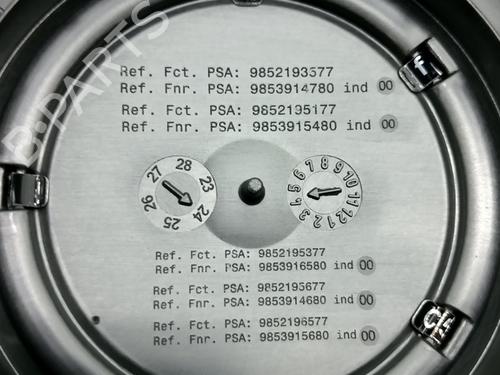 Ref. Fct. PSA: 9852193577
Ref. Fnr. PSA: 9853914780 ind 00
Ref. Fct. PSA: 9852195177
Ref. Fnr. PSA: 9853915480 ind 00
23 24 25 26 27 28
1 2 3 4 5 6 7 8 9 10 11 12
Ref. Fct. PSA: 9852195377
Ref. Fnr. PSA: 9853916580 ind 00
Ref. Fct. PSA: 9852193677
Ref. Fnr. PSA: 9853914680 ind 00
Ref. Fct. PSA: 9852196577
Ref. Fnr. PSA: 9853915680 ind 00
B-PARTS